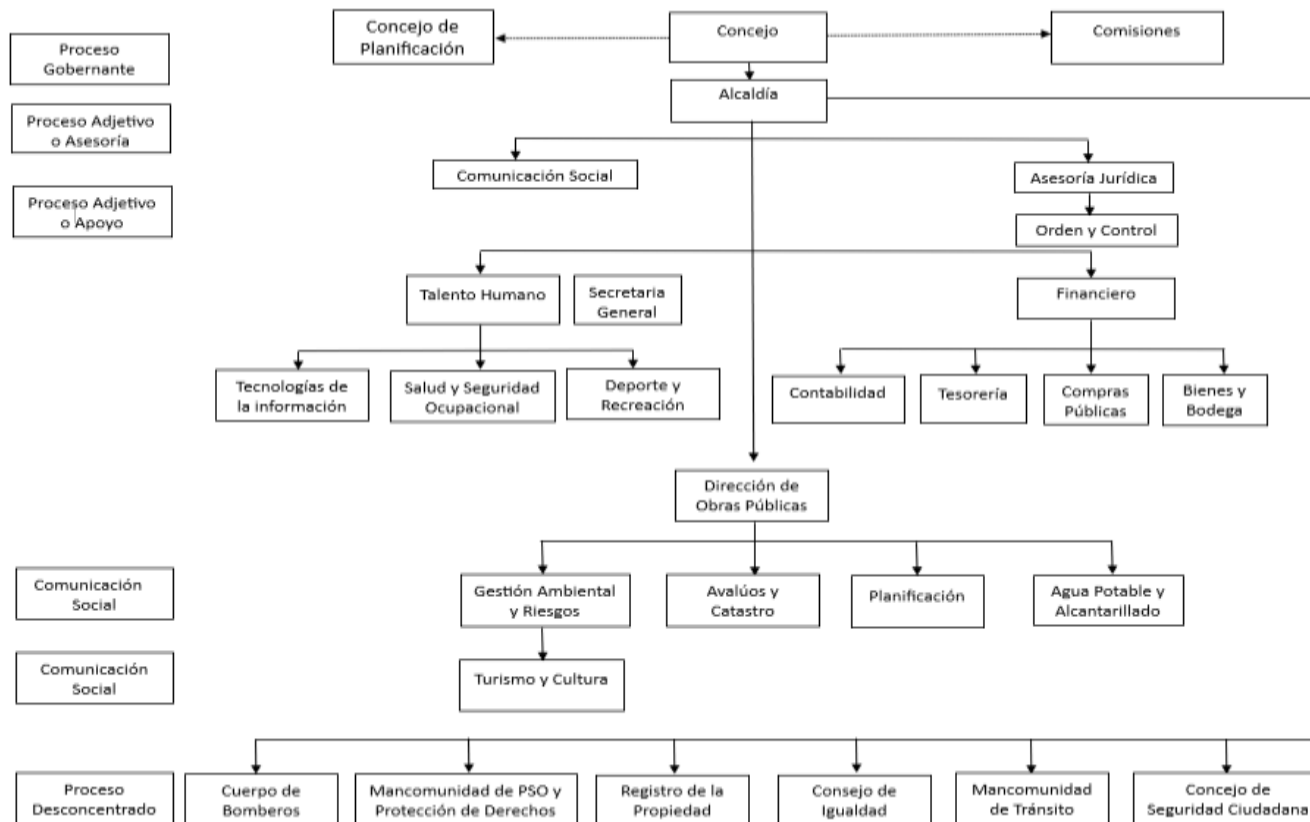 Concejo de
Planificación
Concejo
Comisiones
Proceso
Gobernante
Alcaldía
Proceso Adjetivo
o Asesoría
Comunicación Social
Asesoría Jurídica
Proceso Adjetivo
o Apoyo
Orden y Control
Talento Humano
Secretaria
General
Financiero
Tecnologías de
la información
Salud y Seguridad
Ocupacional
Deporte y
Recreación
Contabilidad
Tesorería
Compras
Públicas
Bienes y
Bodega
Dirección de
Obras Públicas
Comunicación
Social
Gestión Ambiental
y Riesgos
Avalúos y
Catastro
Planificación
Agua Potable y
Alcantarillado
Comunicación
Social
Turismo y Cultura
Proceso
Desconcentrado
Cuerpo de
Bomberos
Mancomunidad de PSO y
Protección de Derechos
Registro de la
Propiedad
Consejo de
Igualdad
Mancomunidad
de Tránsito
Concejo de
Seguridad Ciudadana